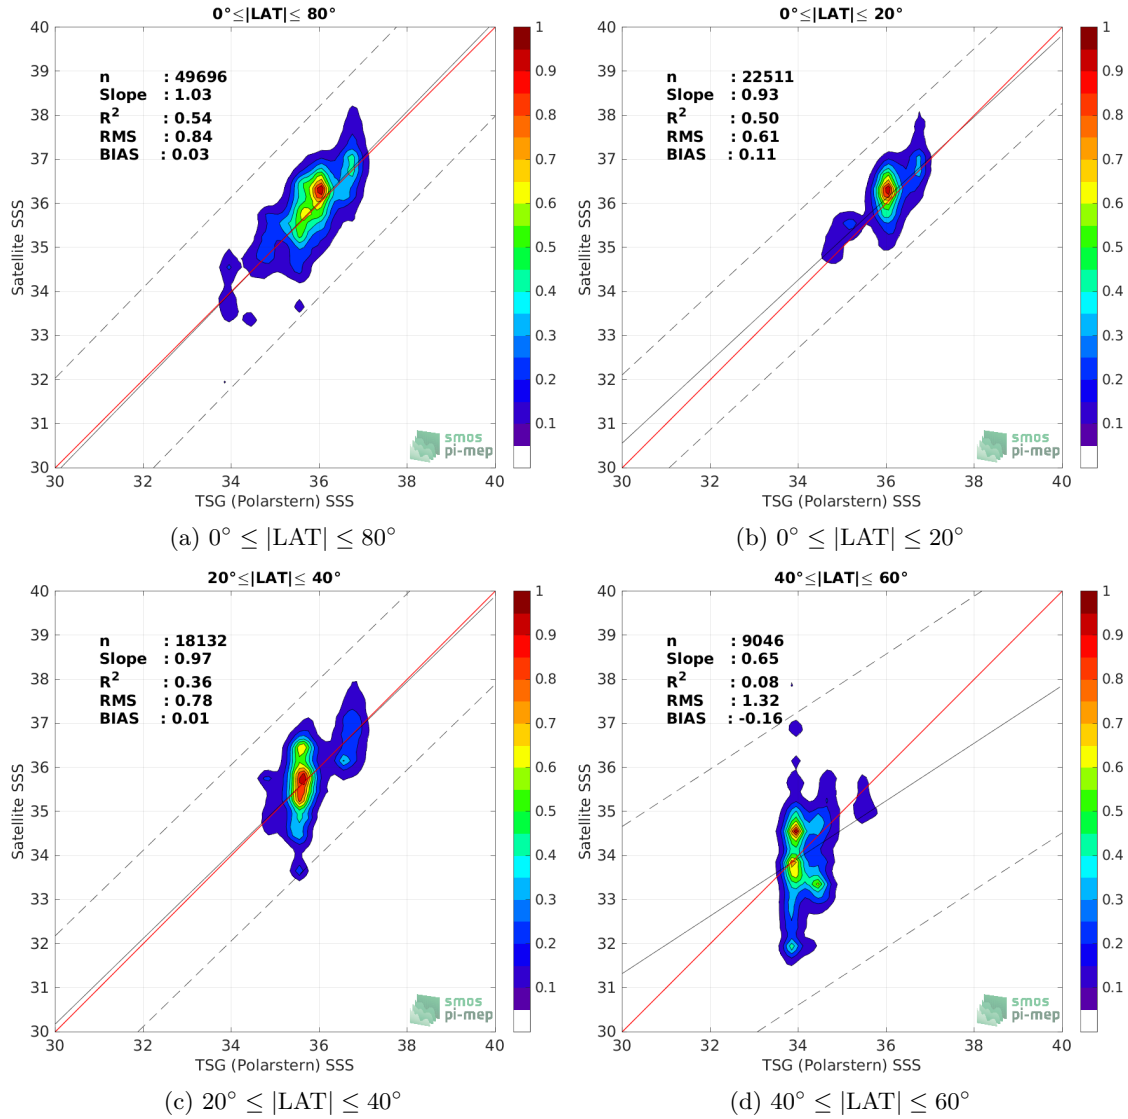 0°≤|LAT|≤ 80°
n : 49696
Slope : 1.03
R2 : 0.54
RMS : 0.84
BIAS : 0.03
Satellite SSS
40
39
38
37
36
35
34
33
32
31
30
30 32 34 36 38 40
TSG (Polarstern) SSS
1
0.9
0.8
0.7
0.6
0.5
0.4
0.3
0.2
0.1
smos
pi-mep
(a) 0° ≤ |LAT| ≤ 80°
0°≤|LAT|≤ 20°
n : 22511
Slope : 0.93
R2 : 0.50
RMS : 0.61
BIAS : 0.11
Satellite SSS
40
39
38
37
36
35
34
33
32
31
30
30 32 34 36 38 40
TSG (Polarstern) SSS
1
0.9
0.8
0.7
0.6
0.5
0.4
0.3
0.2
0.1
smos
pi-mep
(b) 0° ≤ |LAT| ≤ 20°
20°≤|LAT|≤ 40°
n : 18132
Slope : 0.97
R2 : 0.36
RMS : 0.78
BIAS : 0.01
Satellite SSS
40
39
38
37
36
35
34
33
32
31
30
30 32 34 36 38 40
TSG (Polarstern) SSS
1
0.9
0.8
0.7
0.6
0.5
0.4
0.3
0.2
0.1
smos
pi-mep
(c) 20° ≤ |LAT| ≤ 40°
40°≤|LAT|≤ 60°
n : 9046
Slope : 0.65
R2 : 0.08
RMS : 1.32
BIAS : -0.16
Satellite SSS
40
39
38
37
36
35
34
33
32
31
30
30 32 34 36 38 40
TSG (Polarstern) SSS
1
0.9
0.8
0.7
0.6
0.5
0.4
0.3
0.2
0.1
smos
pi-mep
(d) 40° ≤ |LAT| ≤ 60°